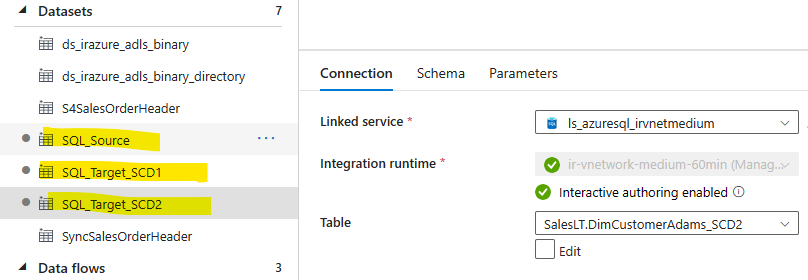 Datasets 7
ds_irazure_adls_binary
ds_irazure_adls_binary_directory
S4SalesOrderHeader
SQL_Source ...
SQL_Target_SCD1
SQL_Target_SCD2
SyncSalesOrderHeader
Data flows 3
Connection Schema Parameters
Linked service * ls_azuresql_irvnetmedium
Integration runtime * ir-vnetwork-medium-60min (Manag...
Interactive authoring enabled
Table SalesLT.DimCustomerAdams_SCD2
Edit